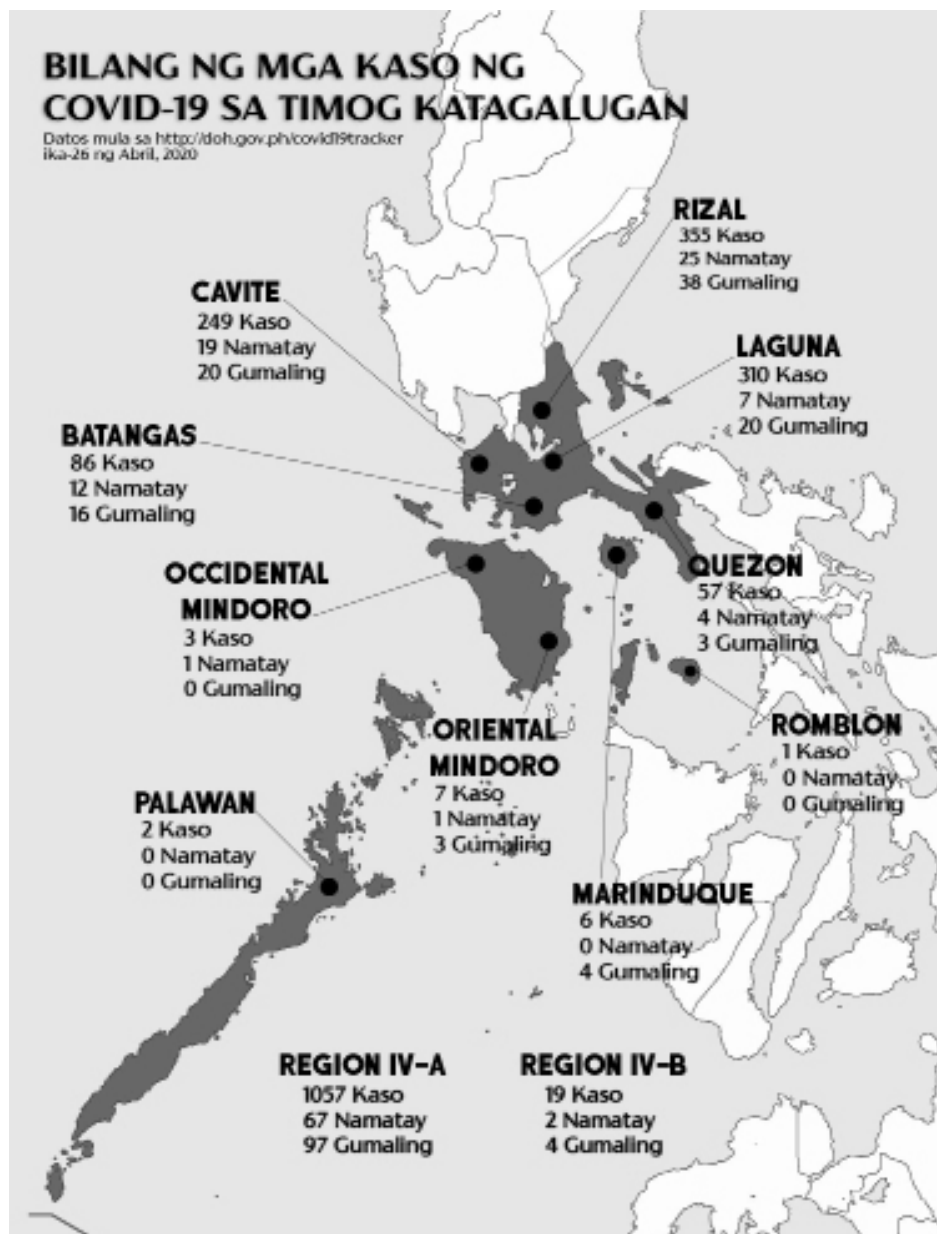 BILANG NG MGA KASO NG
COVID-19 SA TIMOG KATAGALUGAN
Datos mula sa http://doh.gov.ph/covid19tracker
ika-26 ng Abril, 2020
RIZAL
355 Kaso
25 Namatay
38 Gumaling
CAVITE
249 Kaso
19 Namatay
20 Gumaling
LAGUNA
310 Kaso
7 Namatay
20 Gumaling
BATANGAS
86 Kaso
12 Namatay
16 Gumaling
QUEZON
57 Kaso
4 Namatay
3 Gumaling
OCCIDENTAL
MINDORO
3 Kaso
1 Namatay
0 Gumaling
ORIENTAL
MINDORO
7 Kaso
1 Namatay
3 Gumaling
ROMBLON
1 Kaso
0 Namatay
0 Gumaling
PALAWAN
2 Kaso
0 Namatay
0 Gumaling
MARINDUQUE
6 Kaso
0 Namatay
4 Gumaling
REGION IV-A
1057 Kaso
67 Namatay
97 Gumaling
REGION IV-B
19 Kaso
2 Namatay
4 Gumaling